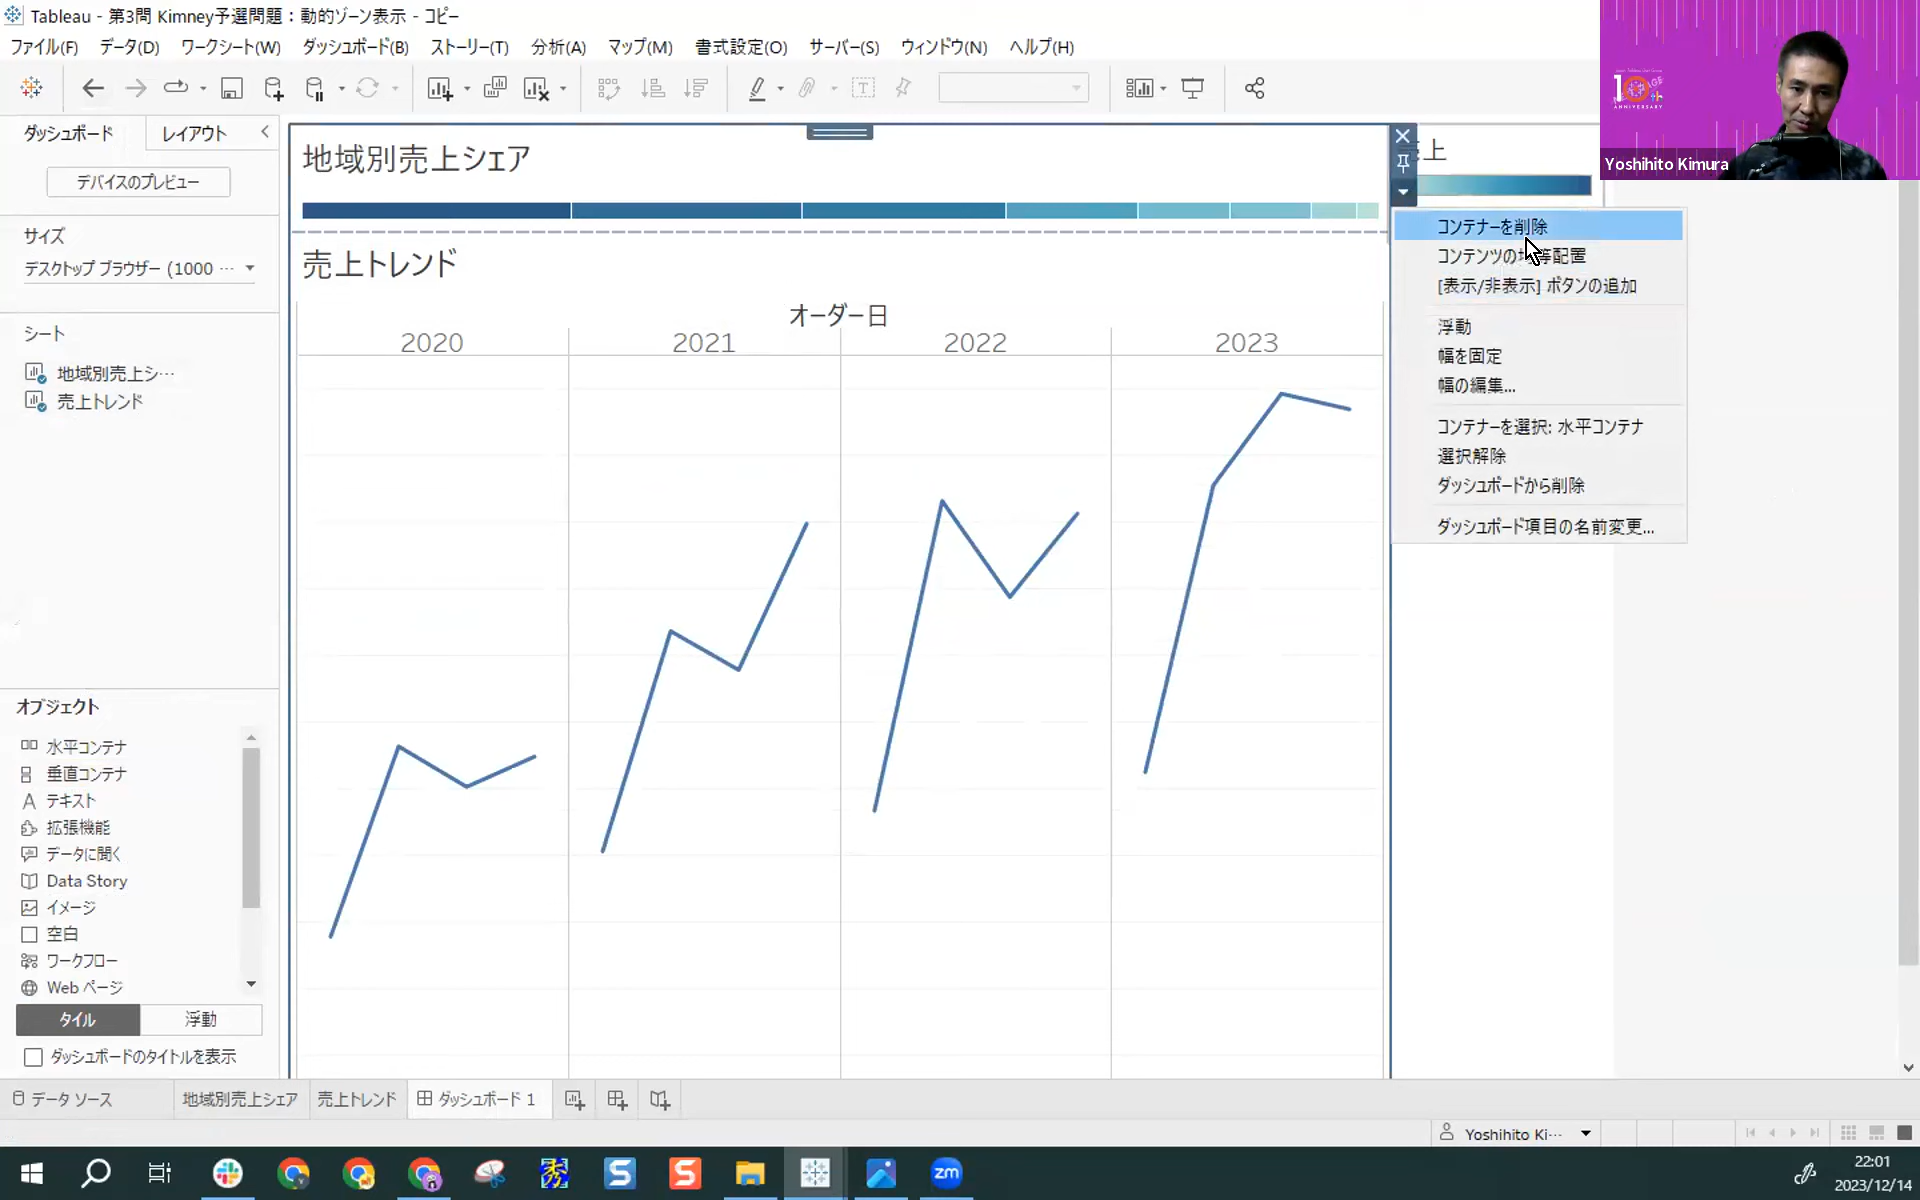 Tableau - 第3問 Kimney予選問題：動的ゾーン表示 - コピー
ファイル(F) データ(D) ワークシート(W) ダッシュボード(B) ストーリー(T) 分析(A) マップ(M) 書式設定(O) サーバー(S) ウィンドウ(N) ヘルプ(H)
ダッシュボード レイアウト
デバイスのプレビュー
サイズ
デスクトップ ブラウザー (1000 …
シート
地域別売上シ…
売上トレンド
オブジェクト
水平コンテナ
垂直コンテナ
テキスト
拡張機能
データに聞く
Data Story
イメージ
空白
ワークフロー
Web ページ
タイル 浮動
ダッシュボードのタイトルを表示
地域別売上シェア
売上トレンド
オーダー日
2020 2021 2022 2023
上
コンテナーを削除
コンテンツの均等配置
[表示/非表示] ボタンの追加
浮動
幅を固定
幅の編集...
コンテナーを選択: 水平コンテナ
選択解除
ダッシュボードから削除
ダッシュボード項目の名前変更...
10th
ANNIVERSARY
Yoshihito Kimura
データ ソース 地域別売上シェア 売上トレンド ダッシュボード 1
Yoshihito Ki…
秀
S
S
zm
22:01
2023/12/14